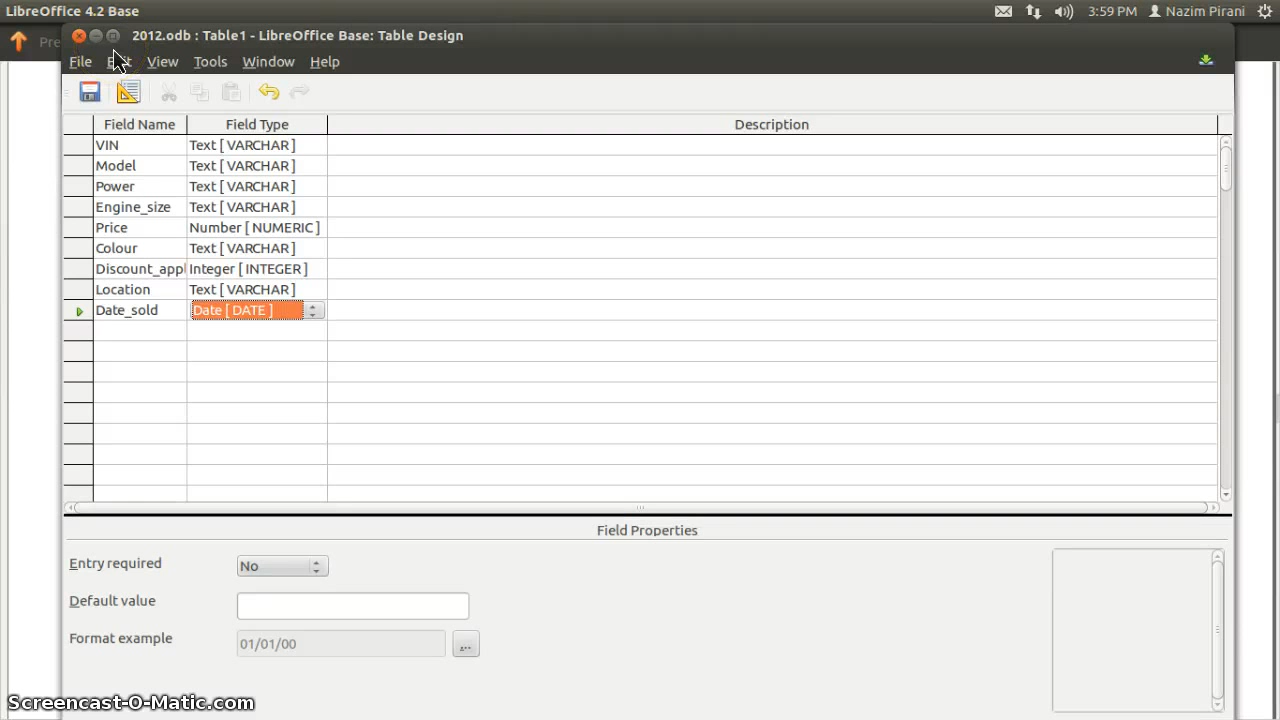 LibreOffice 4.2 Base
3:59 PM
Nazim Pirani
Pre
2012.odb : Table1 - LibreOffice Base: Table Design
File
View
Tools
Window
Help
Field Name
Field Type
Description
VIN
Text [ VARCHAR ]
Model
Text [ VARCHAR ]
Power
Text [ VARCHAR ]
Engine_size
Text [ VARCHAR ]
Price
Number [ NUMERIC ]
Colour
Text [ VARCHAR ]
Discount_appl
Integer [ INTEGER ]
Location
Text [ VARCHAR ]
Date_sold
Date [ DATE ]
Field Properties
Entry required
No
Default value
Format example
01/01/00
...
Screencast-O-Matic.com